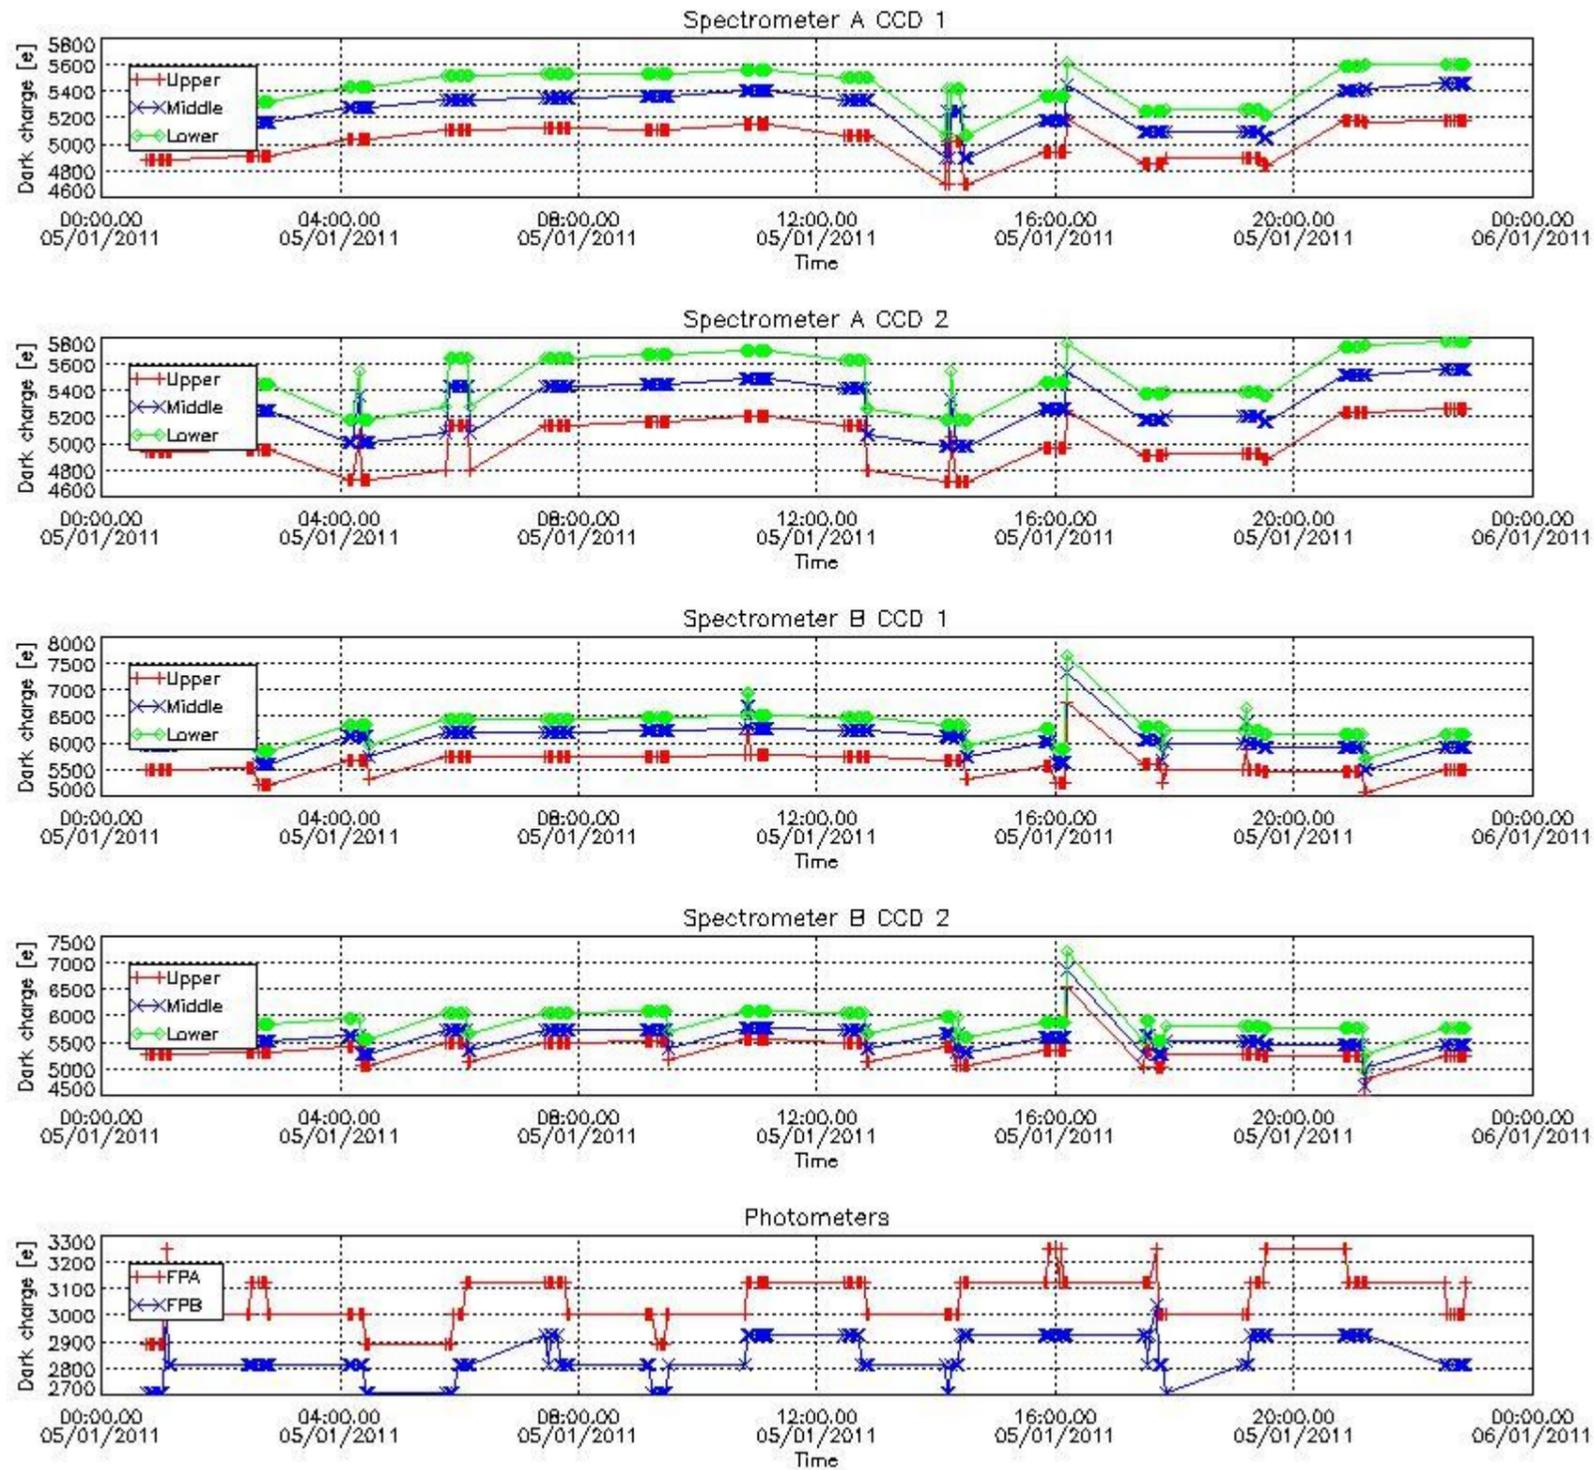 Spectrometer A CCD 1
Dark charge [e]
5800
5600
5400
5200
5000
4800
4600
Upper
Middle
Lower
00:00.00 04:00.00 08:00.00 12:00.00 16:00.00 20:00.00 00:00.00
05/01/2011 05/01/2011 05/01/2011 05/01/2011 05/01/2011 05/01/2011 06/01/2011
Time
Spectrometer A CCD 2
Dark charge [e]
5800
5600
5400
5200
5000
4800
4600
Upper
Middle
Lower
00:00.00 04:00.00 08:00.00 12:00.00 16:00.00 20:00.00 00:00.00
05/01/2011 05/01/2011 05/01/2011 05/01/2011 05/01/2011 05/01/2011 06/01/2011
Time
Spectrometer B CCD 1
Dark charge [e]
8000
7500
7000
6500
6000
5500
5000
Upper
Middle
Lower
00:00.00 04:00.00 08:00.00 12:00.00 16:00.00 20:00.00 00:00.00
05/01/2011 05/01/2011 05/01/2011 05/01/2011 05/01/2011 05/01/2011 06/01/2011
Time
Spectrometer B CCD 2
Dark charge [e]
7500
7000
6500
6000
5500
5000
4500
Upper
Middle
Lower
00:00.00 04:00.00 08:00.00 12:00.00 16:00.00 20:00.00 00:00.00
05/01/2011 05/01/2011 05/01/2011 05/01/2011 05/01/2011 05/01/2011 06/01/2011
Time
Photometers
Dark charge [e]
3300
3200
3100
3000
2900
2800
2700
FPA
FPB
00:00.00 04:00.00 08:00.00 12:00.00 16:00.00 20:00.00 00:00.00
05/01/2011 05/01/2011 05/01/2011 05/01/2011 05/01/2011 05/01/2011 06/01/2011
Time